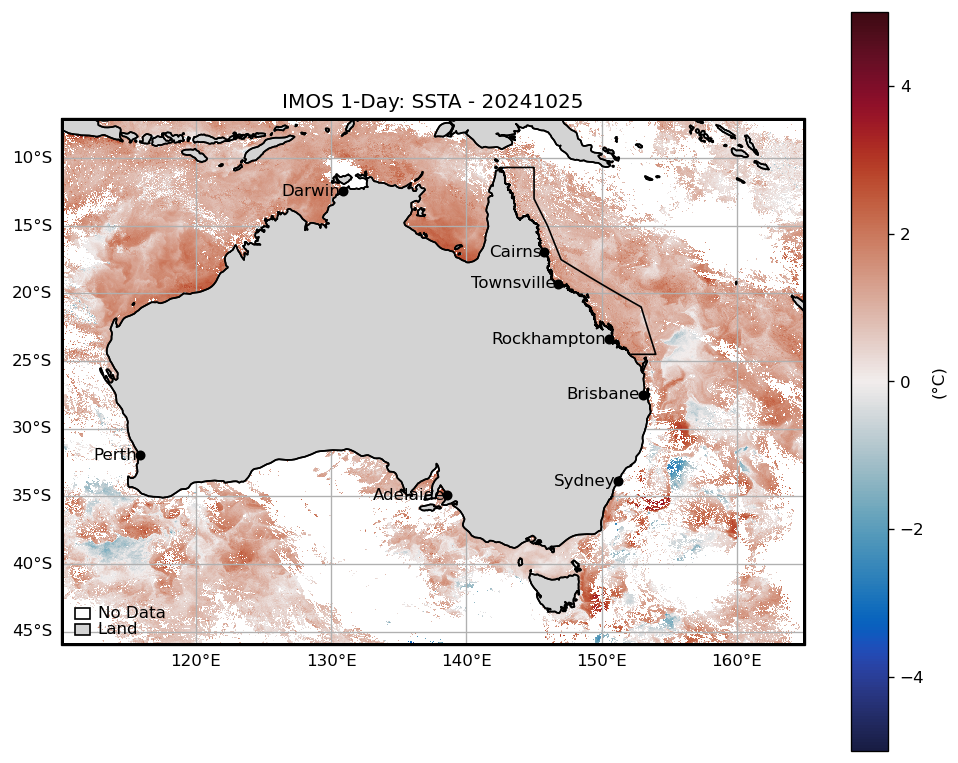 IMOS 1-Day: SSTA - 20241025
10°S
15°S
20°S
25°S
30°S
35°S
40°S
45°S
Darwin
Cairns
Townsville
Rockhampton
Brisbane
Perth
Sydney
Adelaide
No Data
Land
120°E
130°E
140°E
150°E
160°E
4
2
0
−2
−4
(°C)